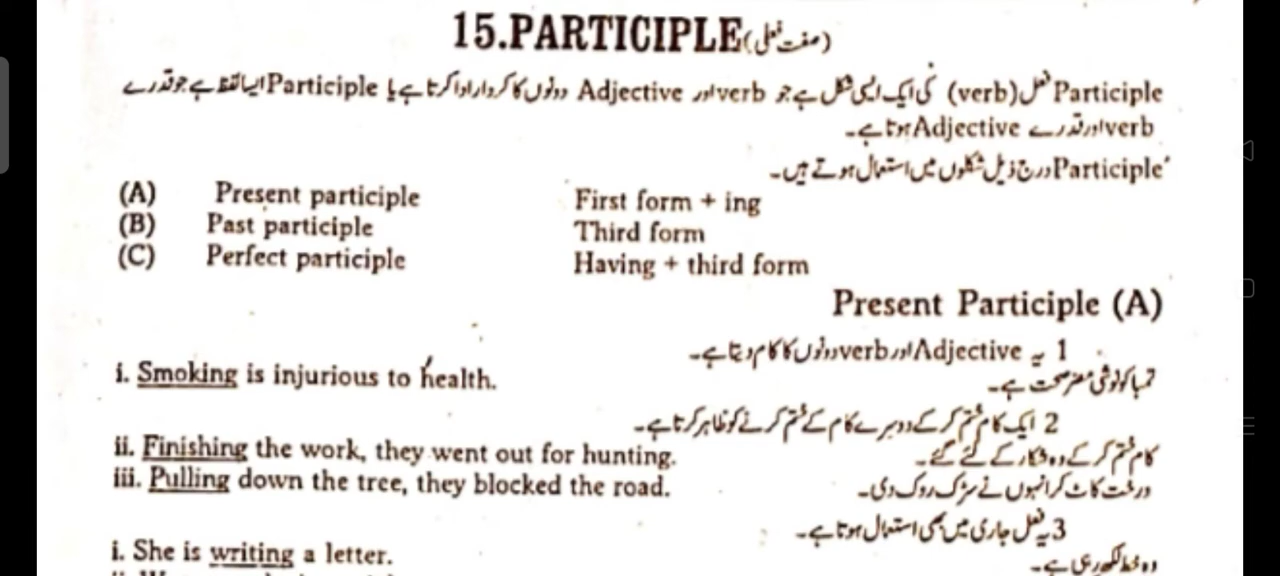 15.PARTICIPLE (صفت فعلی)
Participle فعل (verb) کی ایک ایسی شکل ہے جو verb اور Adjective دونوں کا کردار ادا کرتا ہے یا Participle ایسا لفظ ہے جو قدرے
verb اور قدرے Adjective ہوتا ہے۔
Participle درج ذیل شکلوں میں استعمال ہوتے ہیں۔
(A) Present participle First form + ing
(B) Past participle Third form
(C) Perfect participle Having + third form
Present Participle (A)
1 یہ Adjective اور verb دونوں کا کام دیتا ہے۔
i. Smoking is injurious to health. تمباکو نوشی مضر صحت ہے۔
2 ایک کام ختم کر کے دوسرے کام کے ختم کرنے کو ظاہر کرتا ہے۔
ii. Finishing the work, they went out for hunting. کام ختم کر کے وہ شکار کے لئے گئے۔
iii. Pulling down the tree, they blocked the road. درخت کاٹ کر انہوں نے سڑک روک دی۔
3 یہ فعل جاری میں بھی استعمال ہوتا ہے۔
i. She is writing a letter. وہ خط لکھ رہی ہے۔